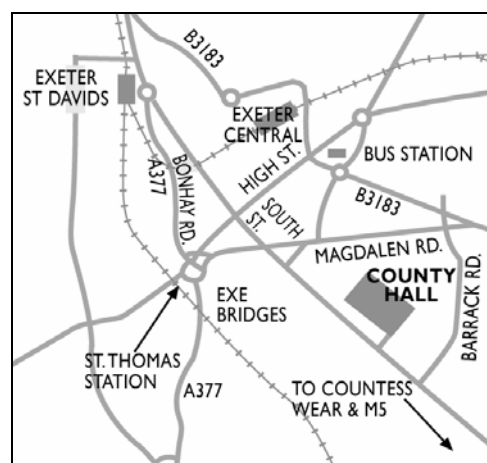 B3183
EXETER
ST DAVIDS
EXETER
CENTRAL
A377
BONHAY RD.
HIGH ST.
SOUTH
ST.
BUS STATION
B3183
MAGDALEN RD.
COUNTY
HALL
BARRACK RD.
EXE
BRIDGES
ST. THOMAS
STATION
A377
TO COUNTESS
WEAR & M5